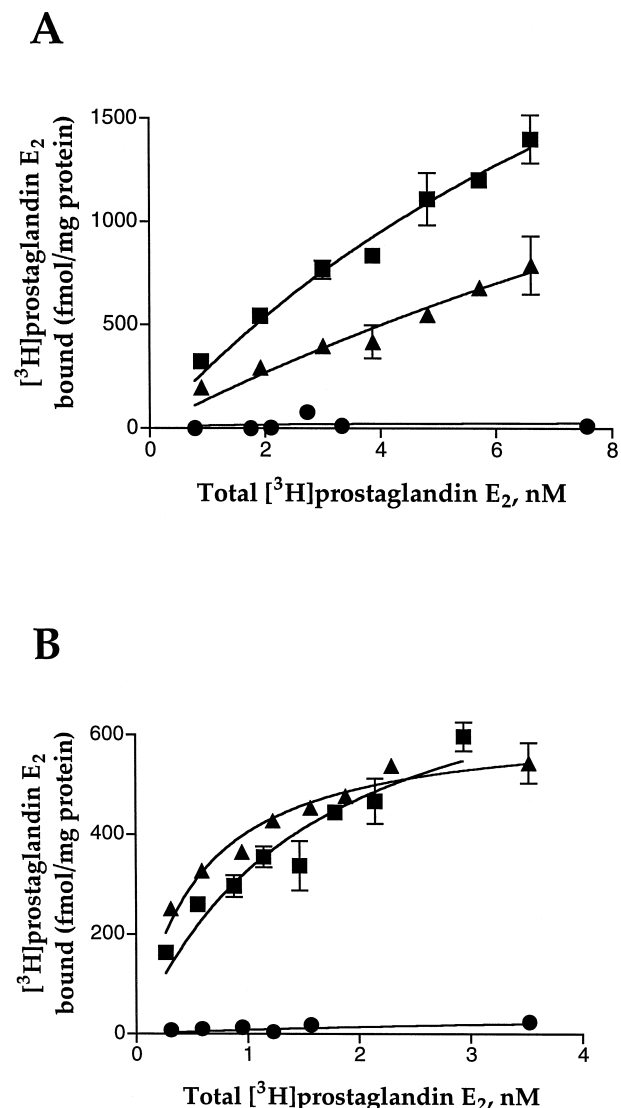 A
[³H]prostaglandin E₂
bound (fmol/mg protein)
1500
1000
500
0
0 2 4 6 8
Total [³H]prostaglandin E₂, nM
B
[³H]prostaglandin E₂
bound (fmol/mg protein)
600
400
200
0
0 1 2 3 4
Total [³H]prostaglandin E₂, nM